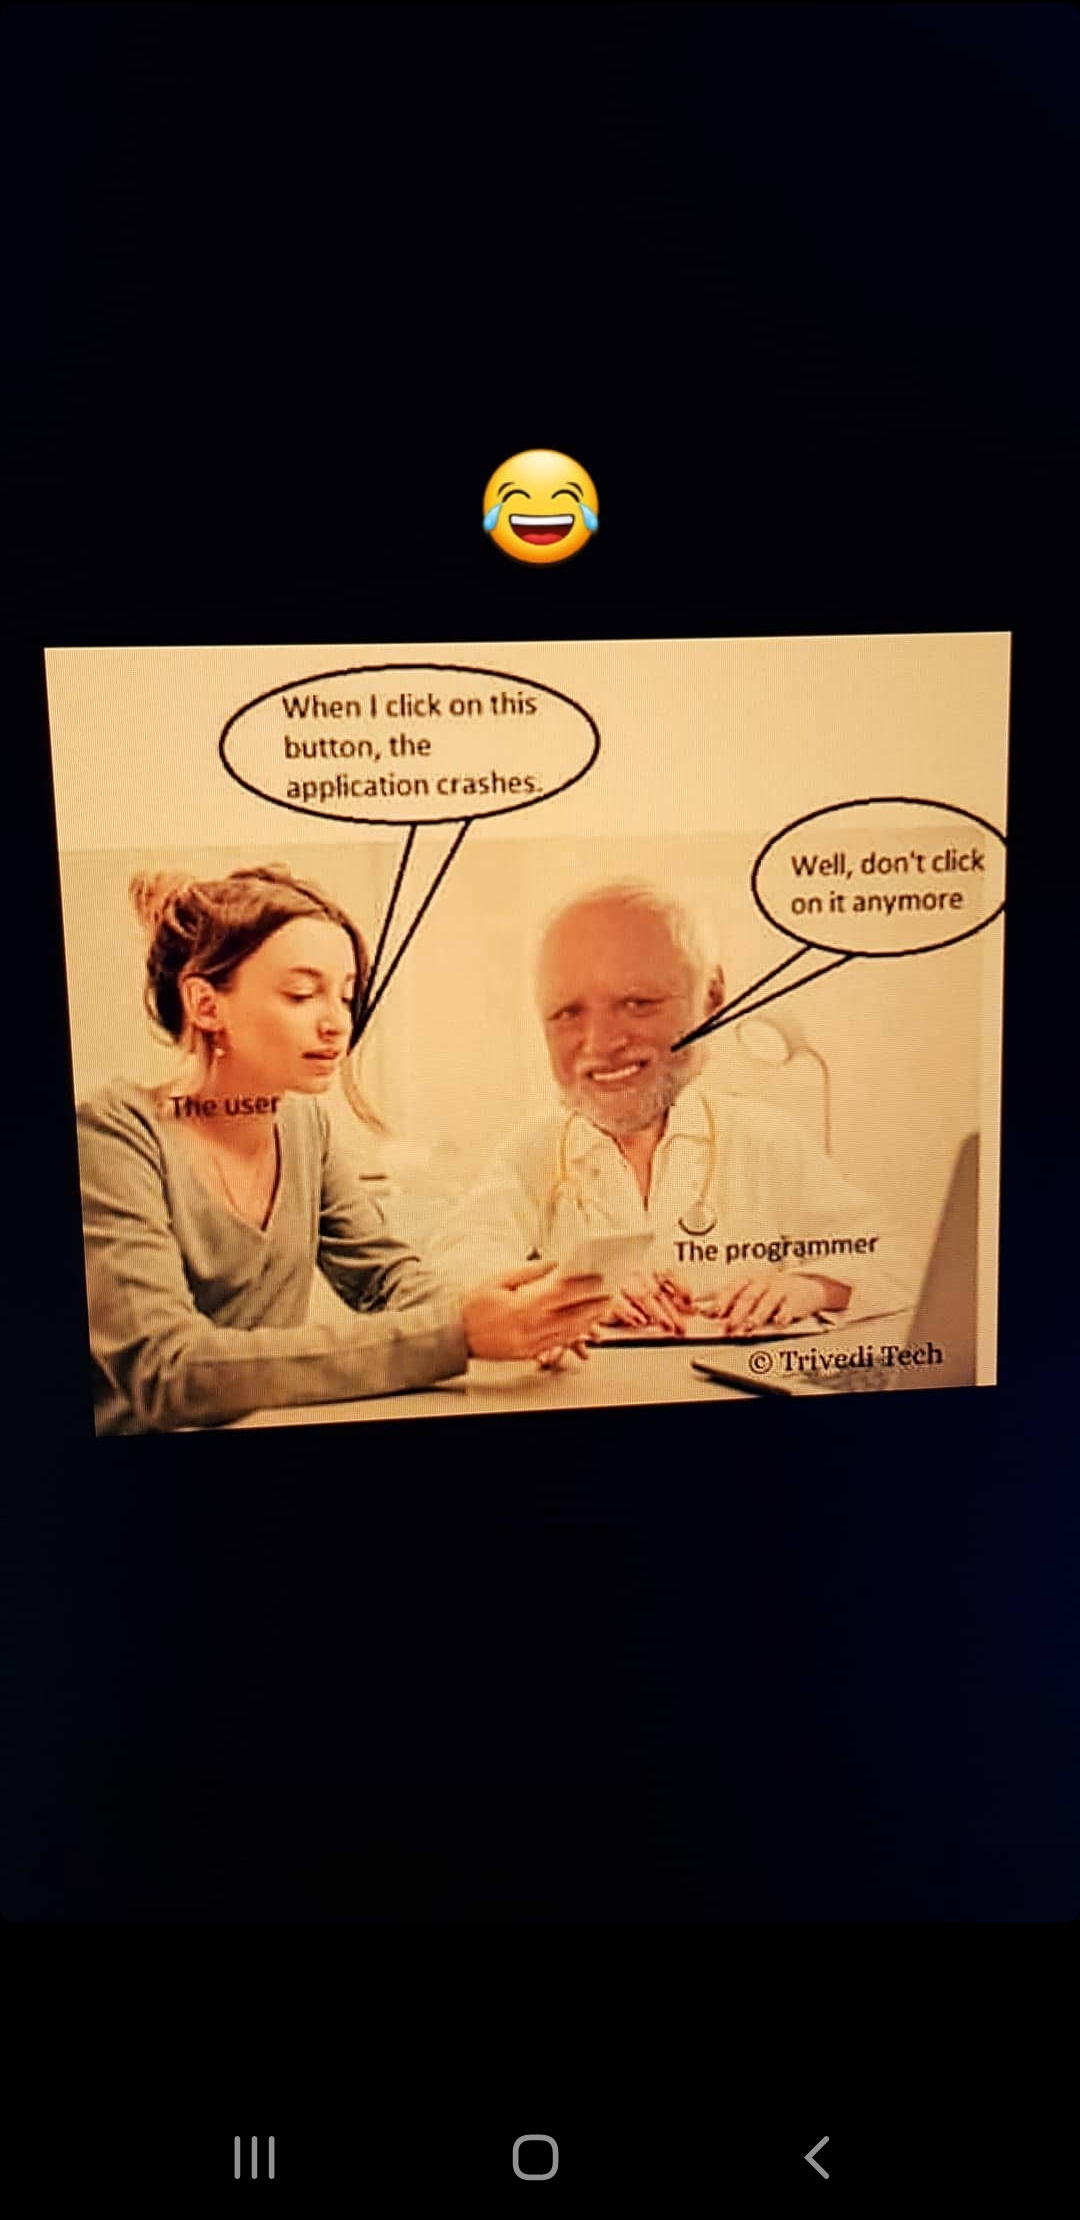 😂
When I click on this
button, the
application crashes.
Well, don't click
on it anymore
The user
The programmer
© Trivedi Tech